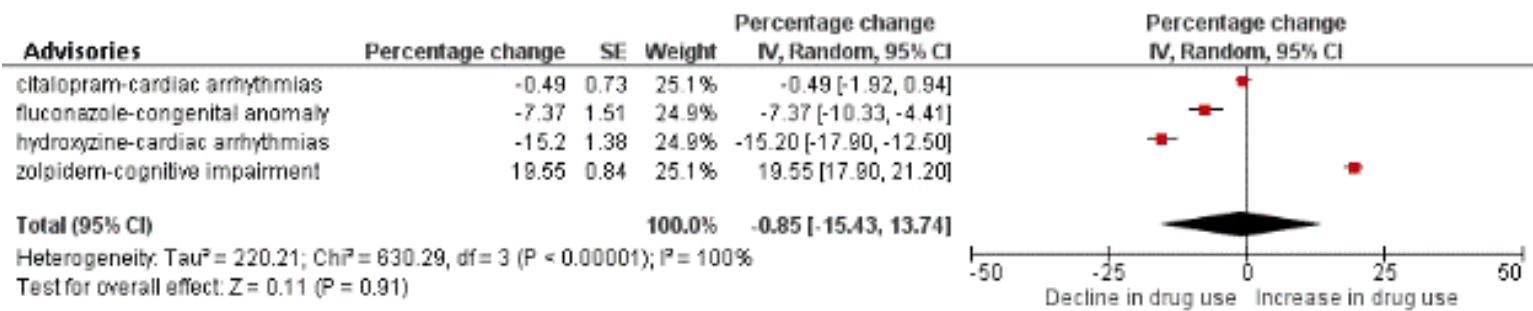 Percentage change Percentage change
Advisories Percentage change SE Weight IV, Random, 95% CI IV, Random, 95% CI
citalopram-cardiac arrhythmias -0.49 0.73 25.1% -0.49 [-1.92, 0.94]
fluconazole-congenital anomaly -7.37 1.51 24.9% -7.37 [-10.33, -4.41]
hydroxyzine-cardiac arrhythmias -15.2 1.38 24.9% -15.20 [-17.90, -12.50]
zolpidem-cognitive impairment 19.55 0.84 25.1% 19.55 [17.90, 21.20]
Total (95% CI) 100.0% -0.85 [-15.43, 13.74]
Heterogeneity: Tau² = 220.21; Chi² = 630.29, df = 3 (P < 0.00001); I² = 100%
Test for overall effect: Z = 0.11 (P = 0.91)
-50 -25 0 25 50
Decline in drug use Increase in drug use